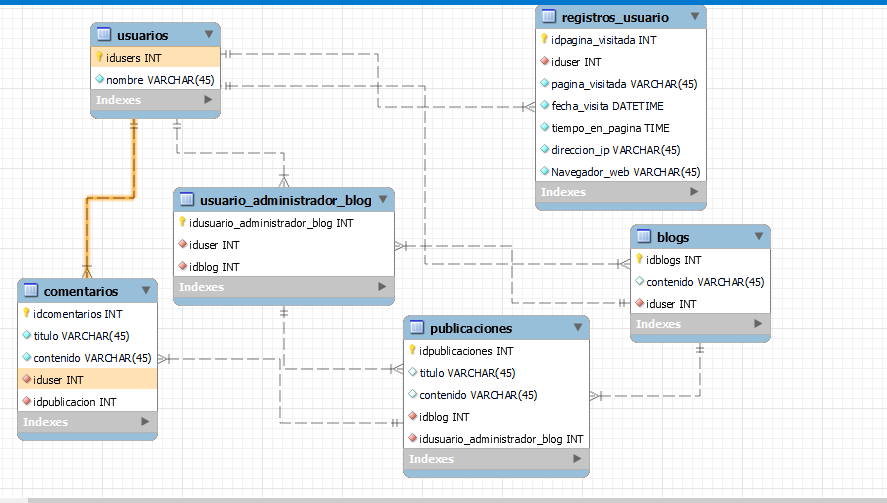 usuarios
idusers INT
nombre VARCHAR(45)
Indexes
registros_usuario
idpagina_visitada INT
iduser INT
pagina_visitada VARCHAR(45)
fecha_visita DATETIME
tiempo_en_pagina TIME
direccion_ip VARCHAR(45)
Navegador_web VARCHAR(45)
Indexes
usuario_administrador_blog
idusuario_administrador_blog INT
iduser INT
idblog INT
Indexes
blogs
idblogs INT
contenido VARCHAR(45)
iduser INT
Indexes
comentarios
idcomentarios INT
titulo VARCHAR(45)
contenido VARCHAR(45)
iduser INT
idpublicacion INT
Indexes
publicaciones
idpublicaciones INT
titulo VARCHAR(45)
contenido VARCHAR(45)
idblog INT
idusuario_administrador_blog INT
Indexes